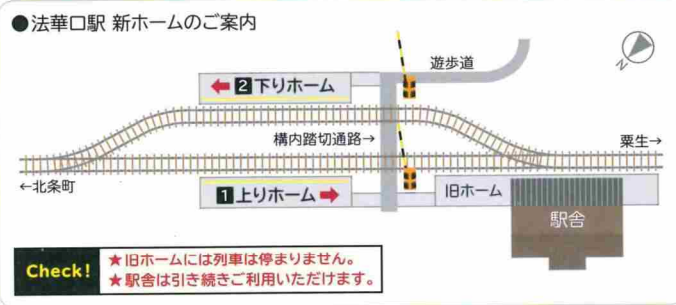 ●法華口駅 新ホームのご案内
遊歩道
N
← 2 下りホーム
構内踏切通路→
粟生→
←北条町
1 上りホーム →
旧ホーム
駅舎
Check!
★旧ホームには列車は停まりません。
★駅舎は引き続きご利用いただけます。